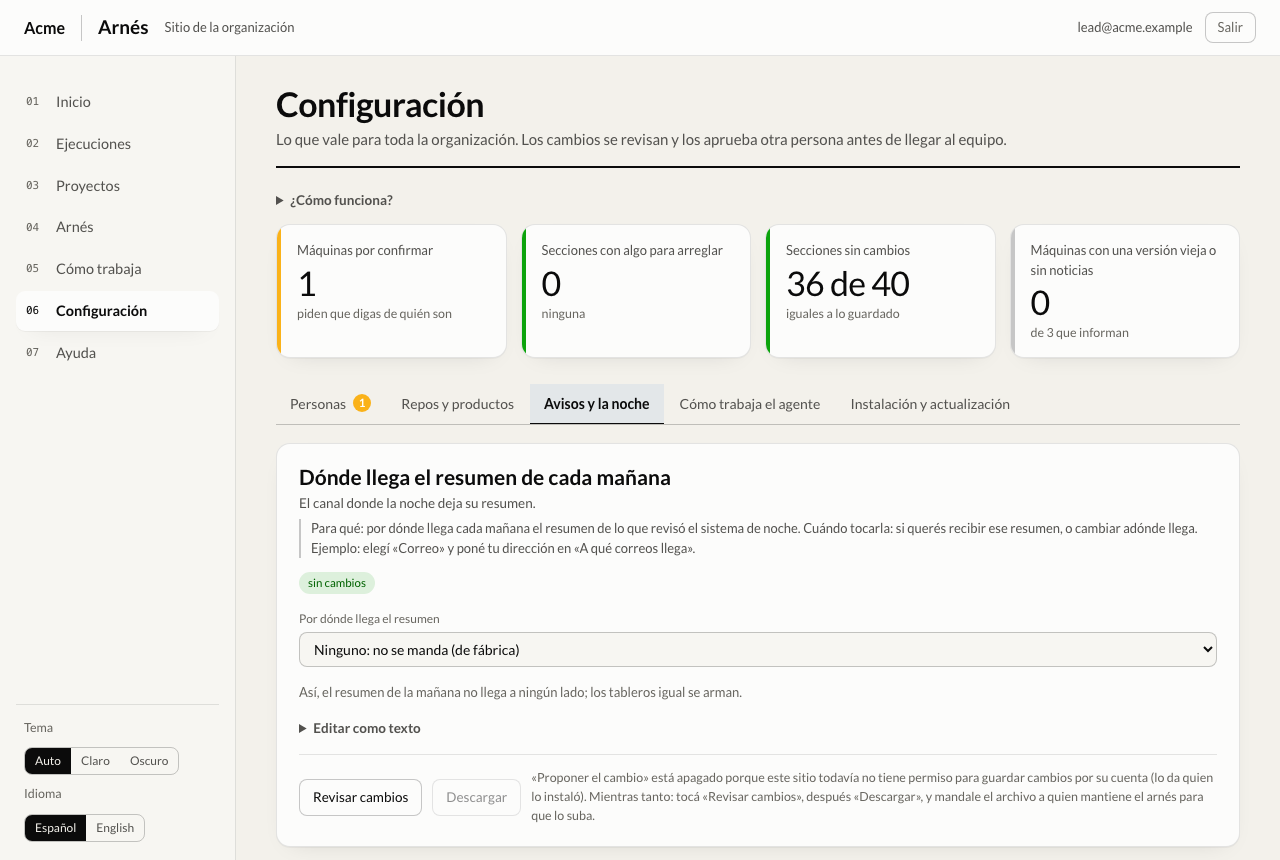 Acme
Arnés
Sitio de la organización
lead@acme.example
Salir
01 Inicio
02 Ejecuciones
03 Proyectos
04 Arnés
05 Cómo trabaja
06 Configuración
07 Ayuda
Tema
Auto Claro Oscuro
Idioma
Español English
Configuración
Lo que vale para toda la organización. Los cambios se revisan y los aprueba otra persona antes de llegar al equipo.
¿Cómo funciona?
Máquinas por confirmar
1
piden que digas de quién son
Secciones con algo para arreglar
0
ninguna
Secciones sin cambios
36 de 40
iguales a lo guardado
Máquinas con una versión vieja o
sin noticias
0
de 3 que informan
Personas 1
Repos y productos
Avisos y la noche
Cómo trabaja el agente
Instalación y actualización
Dónde llega el resumen de cada mañana
El canal donde la noche deja su resumen.
Para qué: por dónde llega cada mañana el resumen de lo que revisó el sistema de noche. Cuándo tocarla: si querés recibir ese resumen, o cambiar adónde llega.
Ejemplo: elegí «Correo» y poné tu dirección en «A qué correos llega».
sin cambios
Por dónde llega el resumen
Ninguno: no se manda (de fábrica)
Así, el resumen de la mañana no llega a ningún lado; los tableros igual se arman.
Editar como texto
Revisar cambios
Descargar
«Proponer el cambio» está apagado porque este sitio todavía no tiene permiso para guardar cambios por su cuenta (lo da quien
lo instaló). Mientras tanto: tocá «Revisar cambios», después «Descargar», y mandale el archivo a quien mantiene el arnés para
que lo suba.